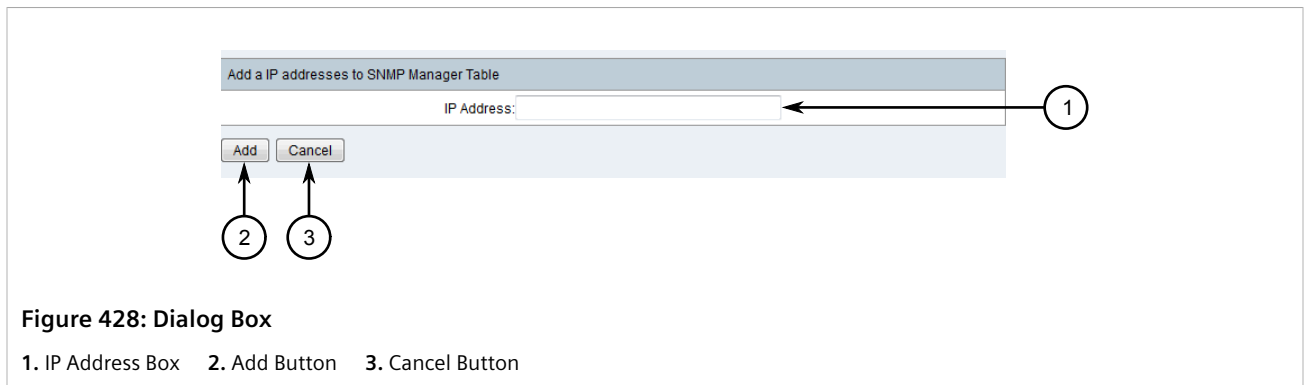 Add a IP addresses to SNMP Manager Table
IP Address:
1
Add Cancel
2 3
Figure 428: Dialog Box
1. IP Address Box 2. Add Button 3. Cancel Button